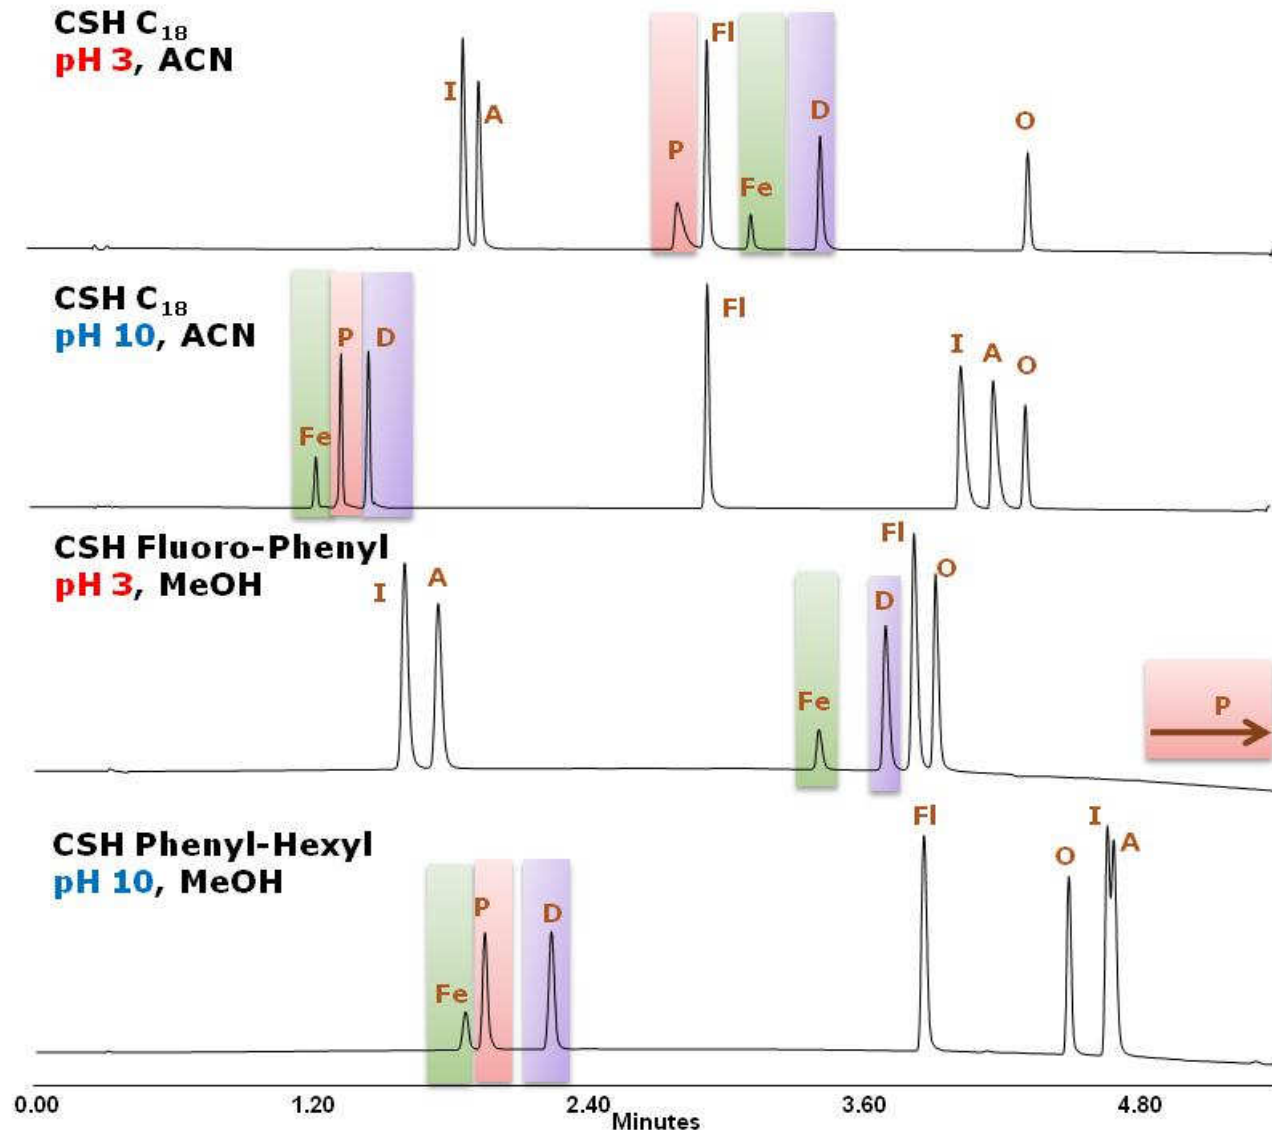 CSH C18
pH 3, ACN
I
A
P
Fl
Fe
D
O
CSH C18
pH 10, ACN
Fe
P
D
Fl
I
A
O
CSH Fluoro-Phenyl
pH 3, MeOH
I
A
Fe
D
Fl
O
P
CSH Phenyl-Hexyl
pH 10, MeOH
Fe
P
D
Fl
O
I
A
0.00 1.20 2.40 3.60 4.80
Minutes